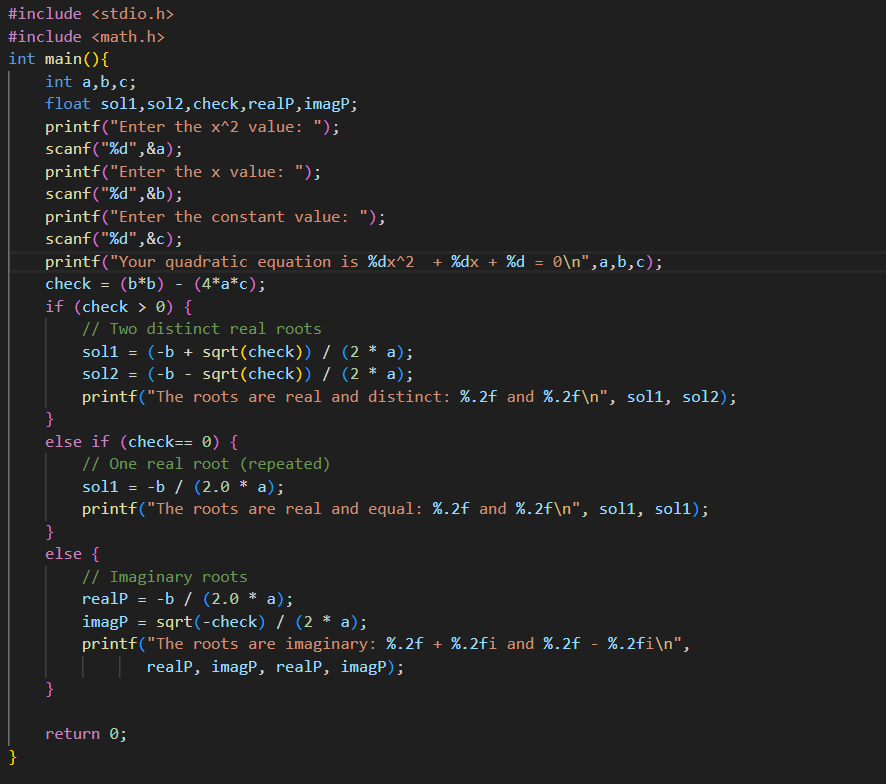 #include <stdio.h>
#include <math.h>
int main(){
    int a,b,c;
    float sol1,sol2,check,realP,imagP;
    printf("Enter the x^2 value: ");
    scanf("%d",&a);
    printf("Enter the x value: ");
    scanf("%d",&b);
    printf("Enter the constant value: ");
    scanf("%d",&c);
    printf("Your quadratic equation is %dx^2  + %dx + %d = 0\n",a,b,c);
    check = (b*b) - (4*a*c);
    if (check > 0) {
        // Two distinct real roots
        sol1 = (-b + sqrt(check)) / (2 * a);
        sol2 = (-b - sqrt(check)) / (2 * a);
        printf("The roots are real and distinct: %.2f and %.2f\n", sol1, sol2);
    }
    else if (check== 0) {
        // One real root (repeated)
        sol1 = -b / (2.0 * a);
        printf("The roots are real and equal: %.2f and %.2f\n", sol1, sol1);
    }
    else {
        // Imaginary roots
        realP = -b / (2.0 * a);
        imagP = sqrt(-check) / (2 * a);
        printf("The roots are imaginary: %.2f + %.2fi and %.2f - %.2fi\n",
               realP, imagP, realP, imagP);
    }

    return 0;
}